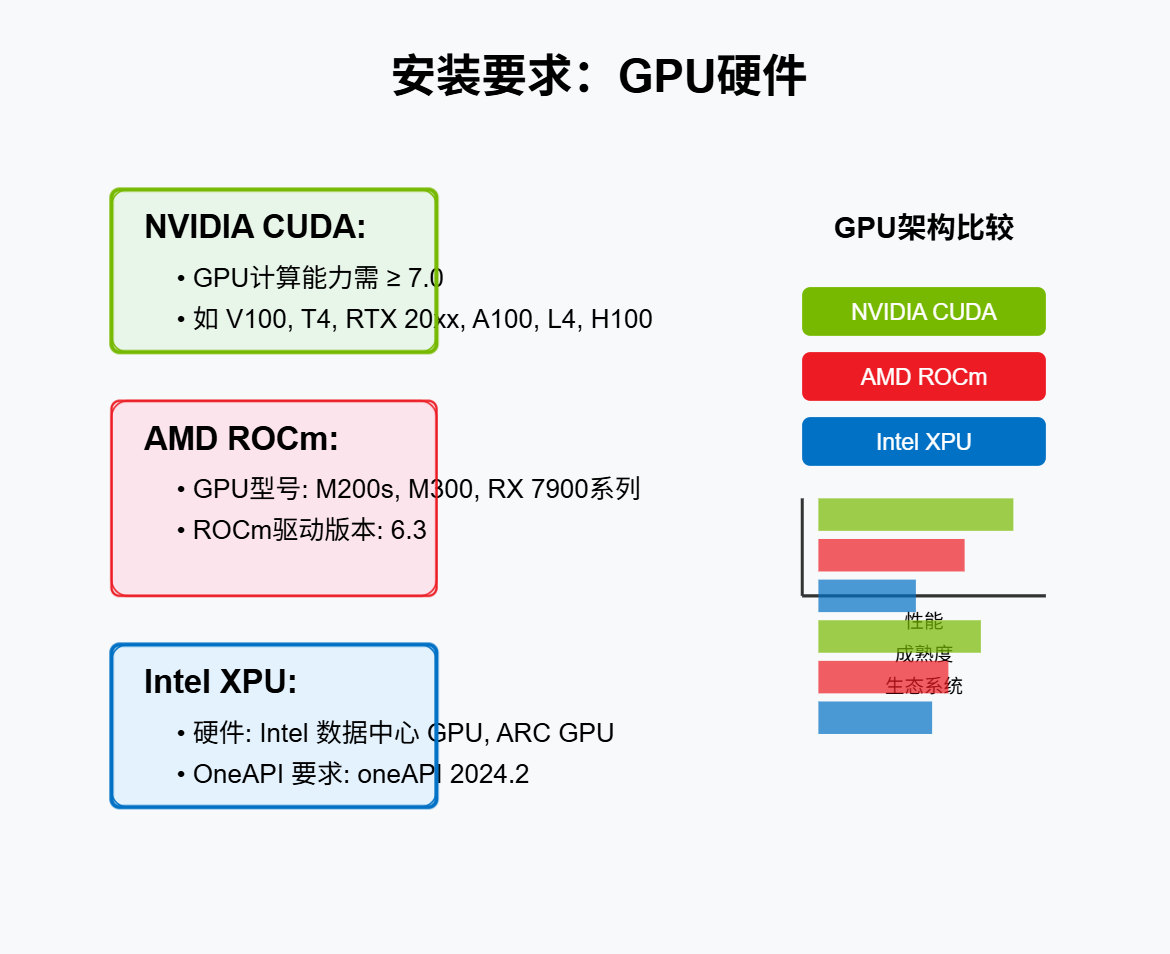 安装要求：GPU硬件
NVIDIA CUDA:
• GPU计算能力需 ≥ 7.0
• 如 V100, T4, RTX 20xx, A100, L4, H100
AMD ROCm:
• GPU型号: M200s, M300, RX 7900系列
• ROCm驱动版本: 6.3
Intel XPU:
• 硬件: Intel 数据中心 GPU, ARC GPU
• OneAPI 要求: oneAPI 2024.2
GPU架构比较
NVIDIA CUDA
AMD ROCm
Intel XPU
性能
成熟度
生态系统